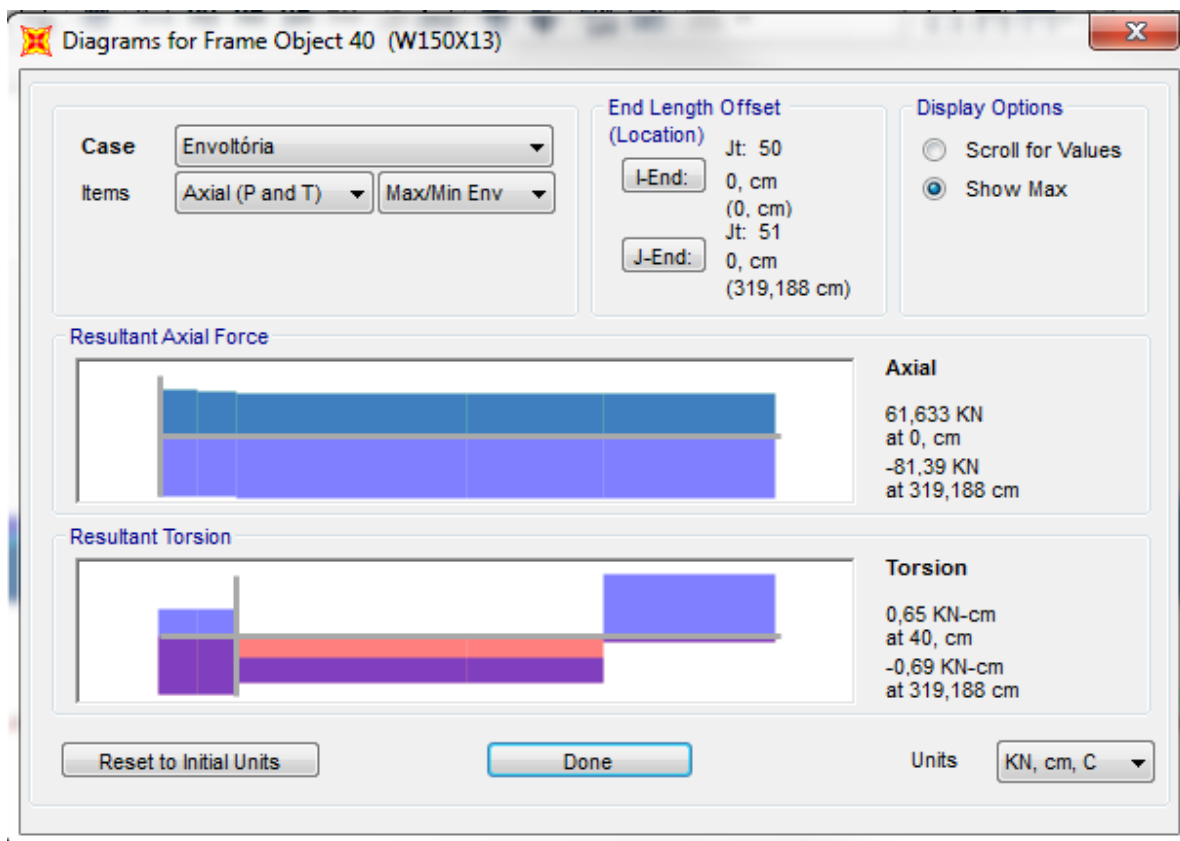 Diagrams for Frame Object 40 (W150X13)
X
Case
Envoltória
Items
Axial (P and T)
Max/Min Env
End Length Offset
(Location)
I-End:
Jt: 50
0, cm
(0, cm)
J-End:
Jt: 51
0, cm
(319,188 cm)
Display Options
Scroll for Values
Show Max
Resultant Axial Force
Axial
61,633 KN
at 0, cm
-81,39 KN
at 319,188 cm
Resultant Torsion
Torsion
0,65 KN-cm
at 40, cm
-0,69 KN-cm
at 319,188 cm
Reset to Initial Units
Done
Units
KN, cm, C